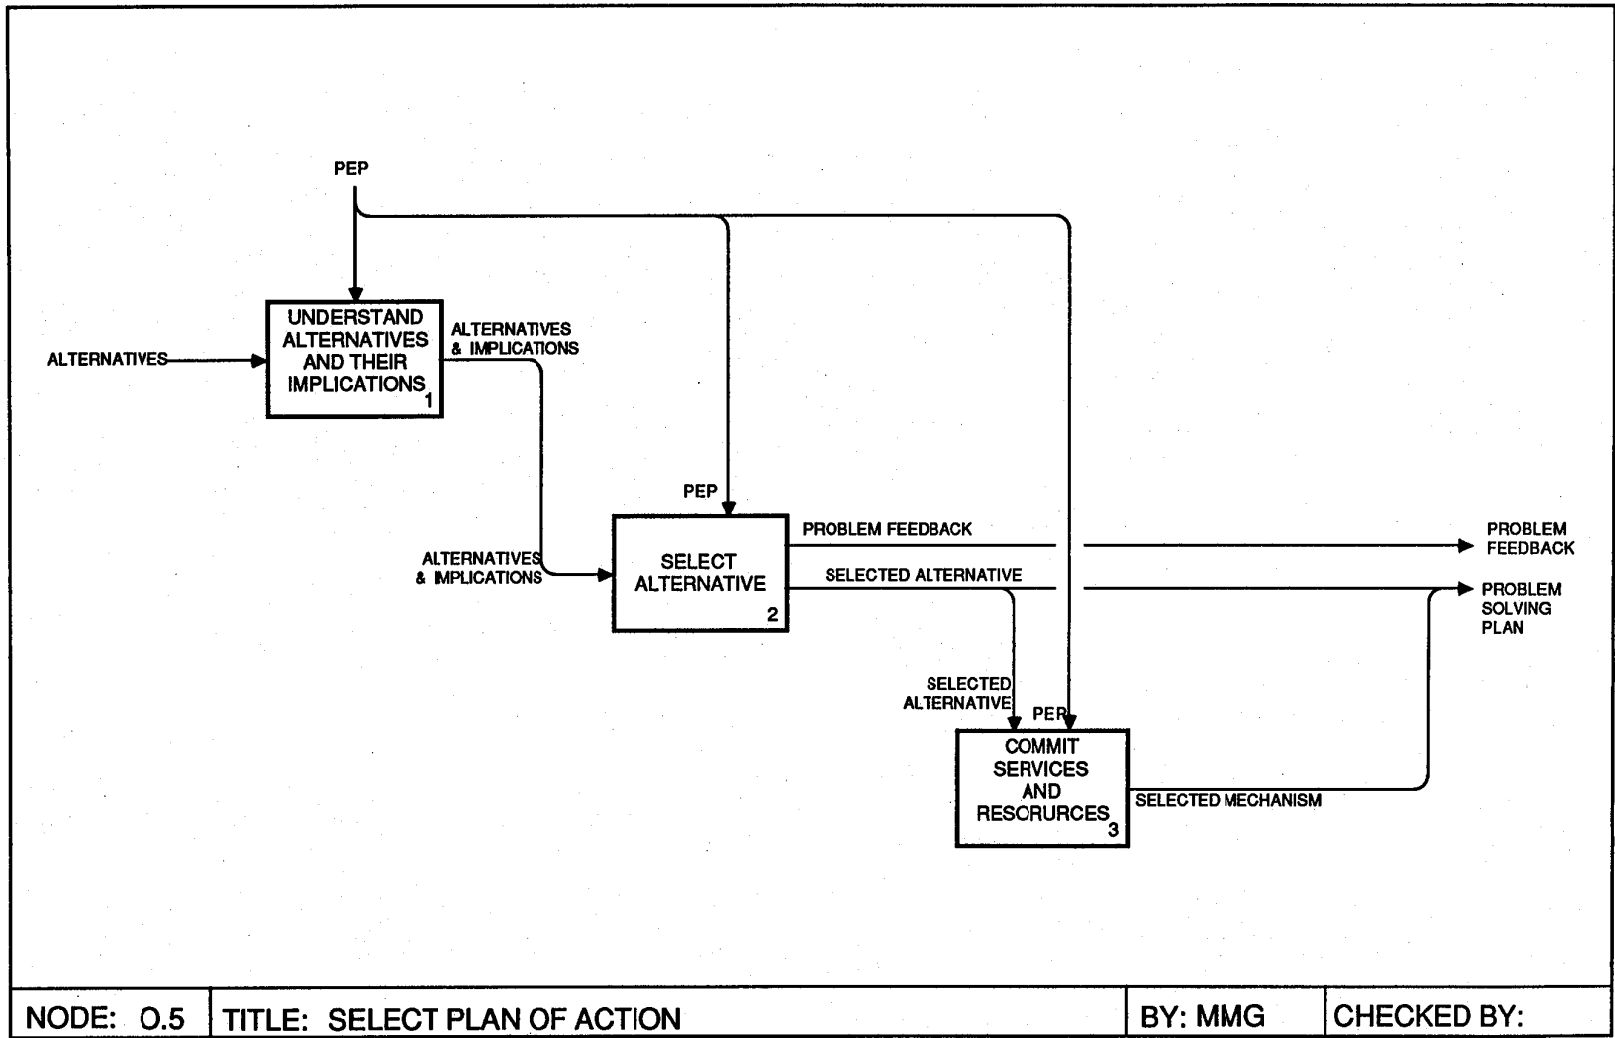 PEP
UNDERSTAND
ALTERNATIVES
AND THEIR
IMPLICATIONS
1
ALTERNATIVES
ALTERNATIVES
& IMPLICATIONS
PEP
ALTERNATIVES
& IMPLICATIONS
SELECT
ALTERNATIVE
2
PROBLEM FEEDBACK
SELECTED ALTERNATIVE
PROBLEM
FEEDBACK
PROBLEM
SOLVING
PLAN
SELECTED
ALTERNATIVE
PEP
COMMIT
SERVICES
AND
RESORURCES
3
SELECTED MECHANISM
NODE: O.5
TITLE: SELECT PLAN OF ACTION
BY: MMG
CHECKED BY: